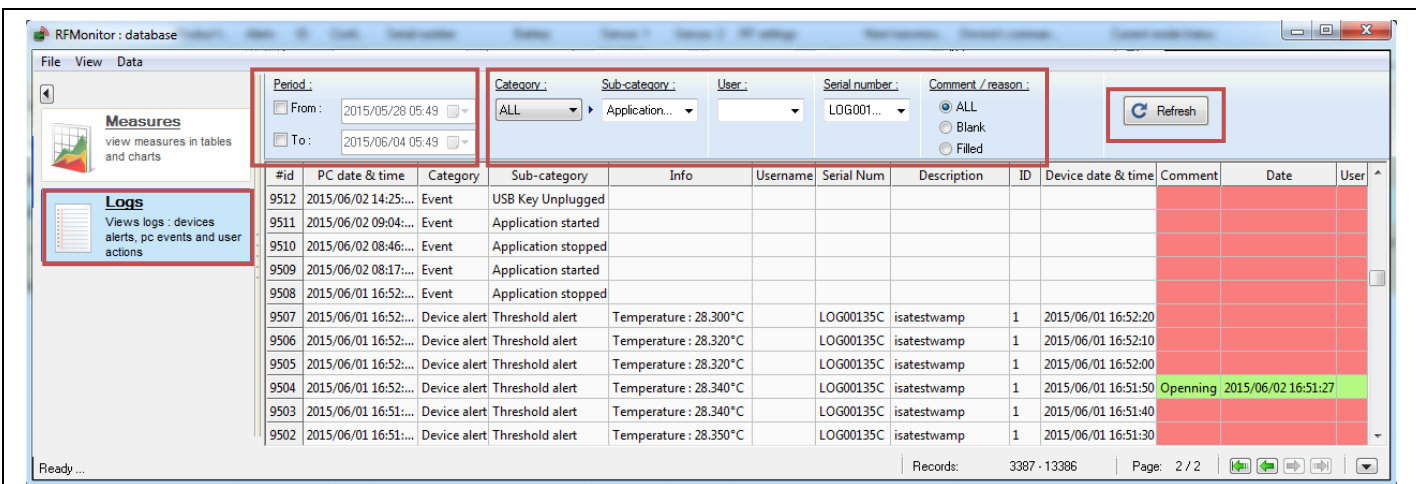 RFMonitor : database
File View Data
Period :
From : 2015/05/28 05:49
To : 2015/06/04 05:49
Category : Sub-category : User : Serial number : Comment / reason :
ALL Application... LOG001...
ALL
Blank
Filled
Refresh
Measures
view measures in tables
and charts
Logs
Views logs : devices
alerts, pc events and user
actions
#id PC date & time Category Sub-category Info Username Serial Num Description ID Device date & time Comment Date User
9512 2015/06/02 14:25:... Event USB Key Unplugged
9511 2015/06/02 09:04:... Event Application started
9510 2015/06/02 08:46:... Event Application stopped
9509 2015/06/02 08:17:... Event Application started
9508 2015/06/01 16:52:... Event Application stopped
9507 2015/06/01 16:52:... Device alert Threshold alert Temperature : 28.300°C LOG00135C isatestwamp 1 2015/06/01 16:52:20
9506 2015/06/01 16:52:... Device alert Threshold alert Temperature : 28.320°C LOG00135C isatestwamp 1 2015/06/01 16:52:10
9505 2015/06/01 16:52:... Device alert Threshold alert Temperature : 28.320°C LOG00135C isatestwamp 1 2015/06/01 16:52:00
9504 2015/06/01 16:52:... Device alert Threshold alert Temperature : 28.340°C LOG00135C isatestwamp 1 2015/06/01 16:51:50 Openning 2015/06/02 16:51:27
9503 2015/06/01 16:51:... Device alert Threshold alert Temperature : 28.340°C LOG00135C isatestwamp 1 2015/06/01 16:51:40
9502 2015/06/01 16:51:... Device alert Threshold alert Temperature : 28.350°C LOG00135C isatestwamp 1 2015/06/01 16:51:30
Ready ... Records: 3387 - 13386 Page: 2 / 2